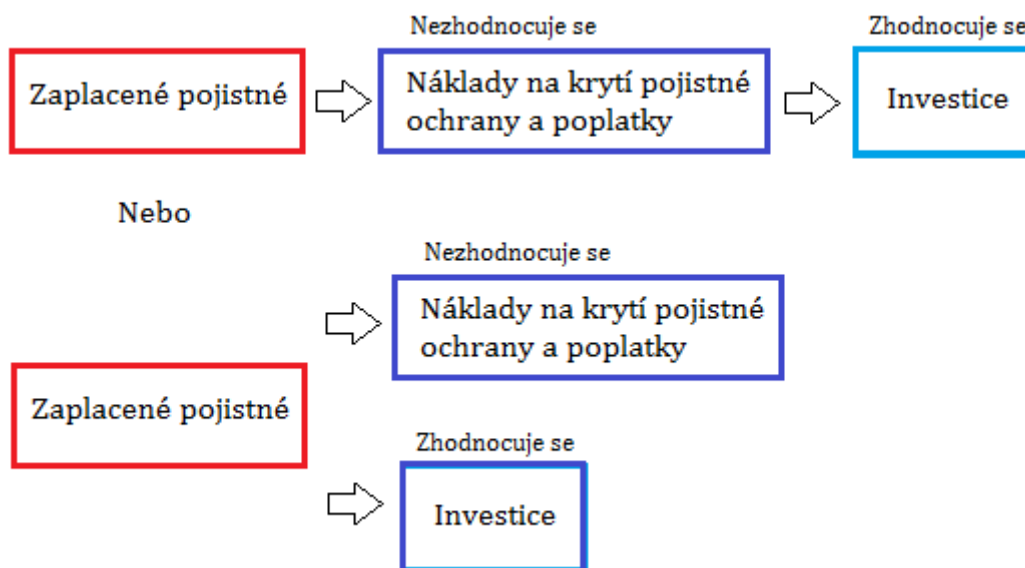 Nezhodnocuje se
Zhodnocuje se
Zaplacené pojistné
Náklady na krytí pojistné
ochrany a poplatky
Investice
Nebo
Nezhodnocuje se
Náklady na krytí pojistné
ochrany a poplatky
Zaplacené pojistné
Zhodnocuje se
Investice